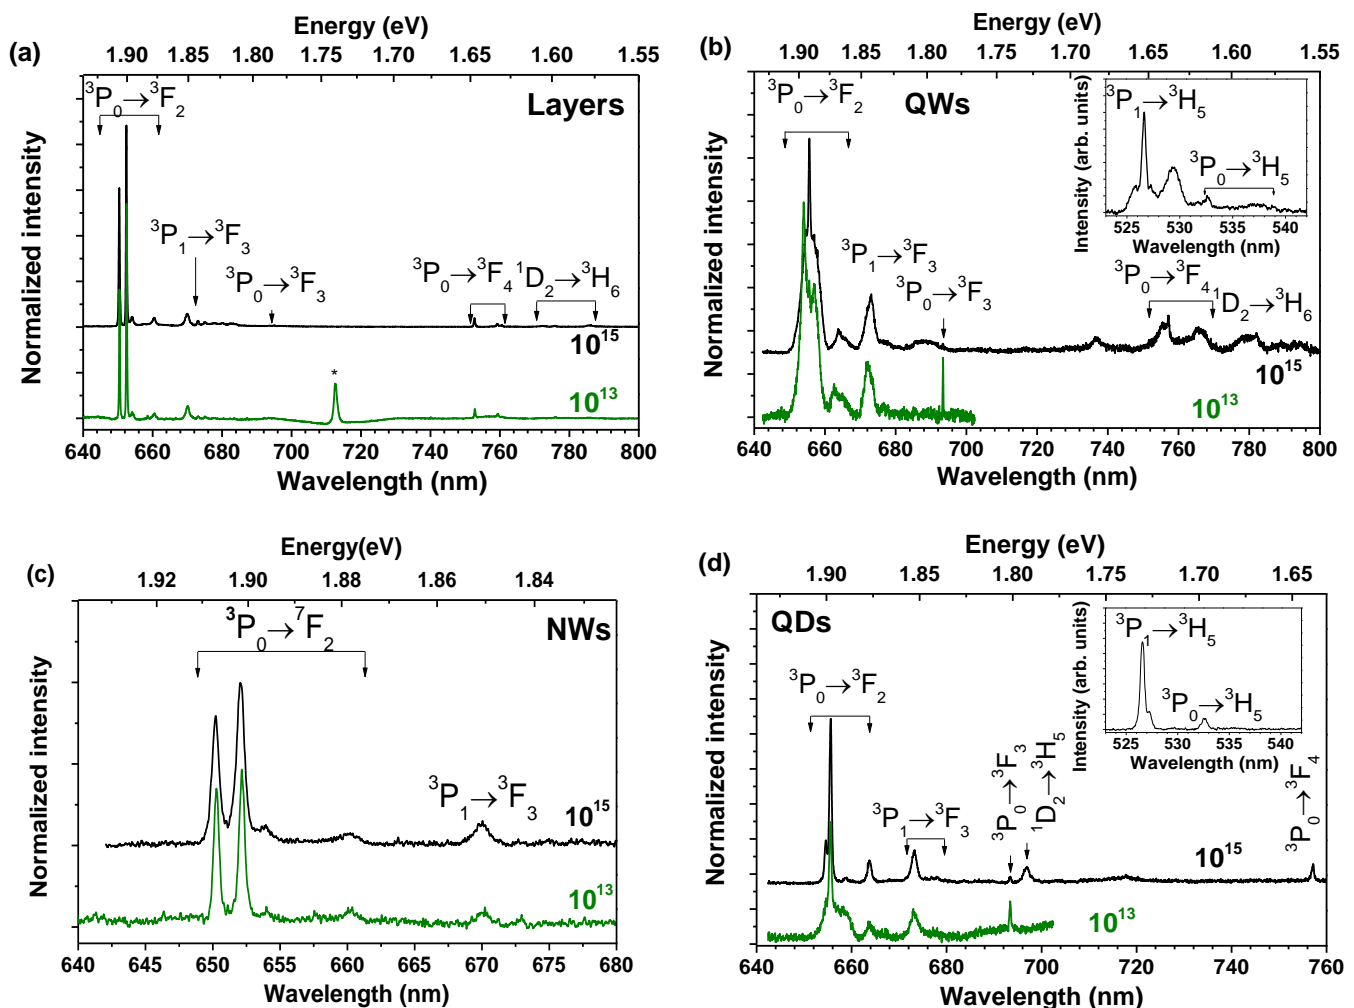 (a)
Energy (eV)
1.90 1.85 1.80 1.75 1.70 1.65 1.60 1.55
³P₀→³F₂
Layers
³P₁→³F₃
³P₀→³F₃
³P₀→³F₄ ¹D₂→³H₆
10¹⁵
*
10¹³
Normalized intensity
640 660 680 700 720 740 760 780 800
Wavelength (nm)
(b)
Energy (eV)
1.90 1.85 1.80 1.75 1.70 1.65 1.60 1.55
³P₀→³F₂
QWs
³P₁→³F₃
³P₀→³F₃
³P₀→³F₄
¹D₂→³H₆
10¹⁵
10¹³
Normalized intensity
640 660 680 700 720 740 760 780 800
Wavelength (nm)
Intensity (arb. units)
³P₁→³H₅
³P₀→³H₅
525 530 535 540
Wavelength (nm)
(c)
Energy(eV)
1.92 1.90 1.88 1.86 1.84
³P₀→⁷F₂
NWs
³P₁→³F₃
10¹⁵
10¹³
Normalized intensity
640 645 650 655 660 665 670 675 680
Wavelength (nm)
(d)
Energy (eV)
1.90 1.85 1.80 1.75 1.70 1.65
QDs
³P₀→³F₂
³P₁→³F₃
³P₀→³F₃
¹D₂→³H₅
³P₀→³F₄
10¹⁵
10¹³
Normalized intensity
640 660 680 700 720 740 760
Wavelength (nm)
Intensity (arb. units)
³P₁→³H₅
³P₀→³H₅
525 530 535 540
Wavelength (nm)